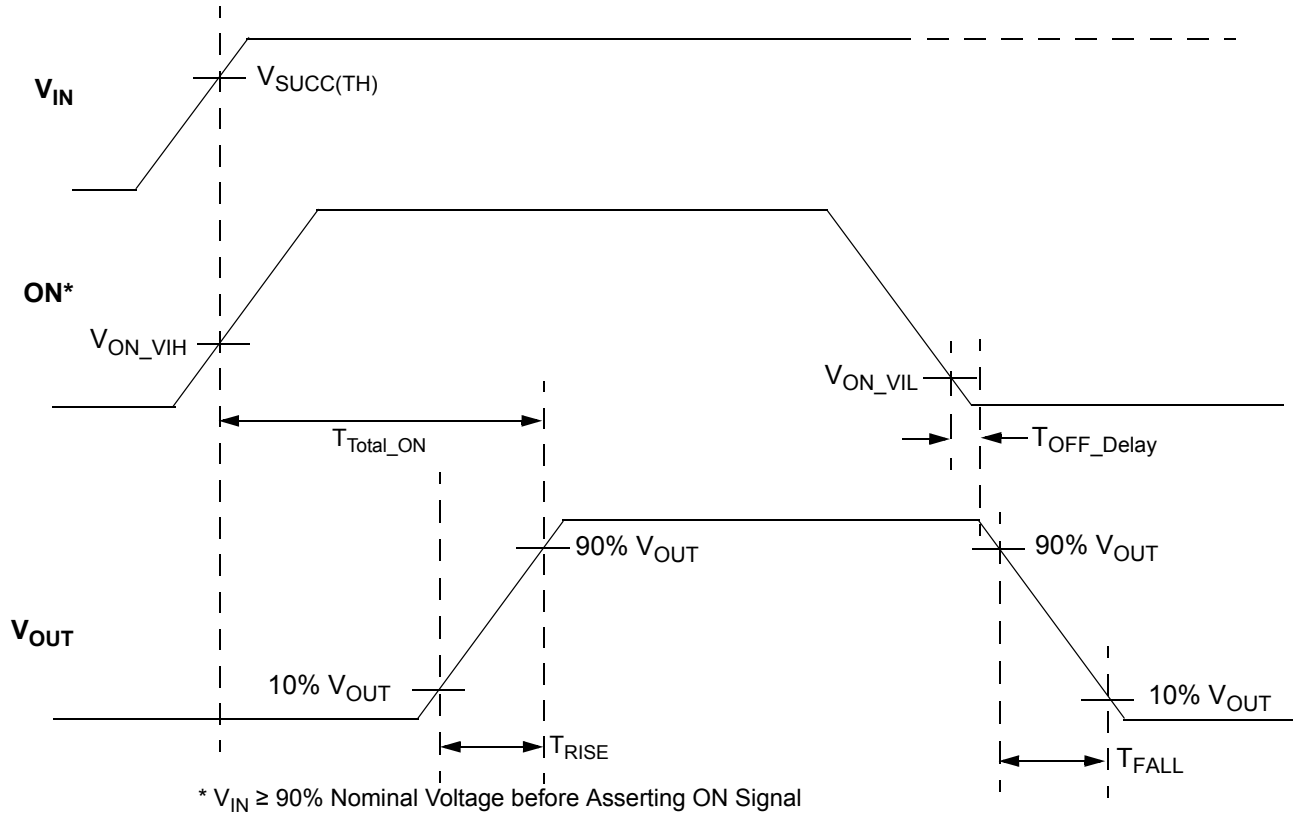 V_SUCC(TH)
V_IN
ON*
V_ON_VIH
V_ON_VIL
T_Total_ON
T_OFF_Delay
90% V_OUT
90% V_OUT
V_OUT
10% V_OUT
10% V_OUT
T_RISE
T_FALL
* V_IN ≥ 90% Nominal Voltage before Asserting ON Signal